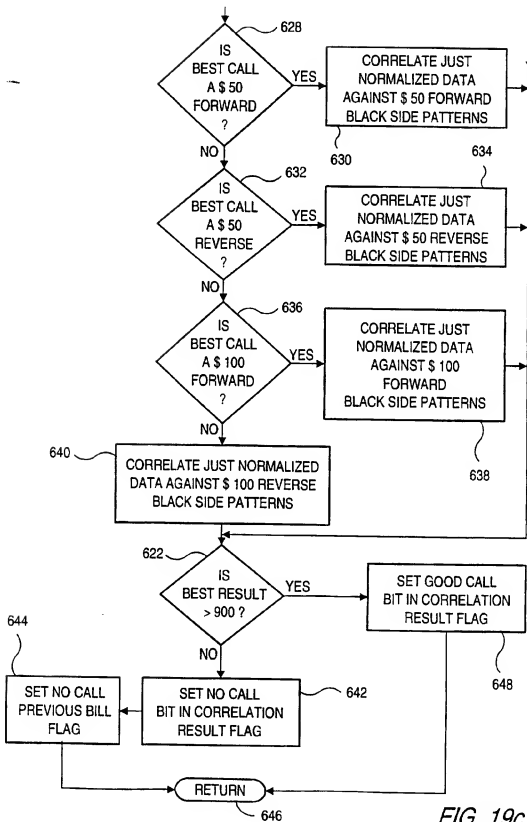 628
IS
BEST CALL
A $ 50
FORWARD
?
YES
NO
CORRELATE JUST
NORMALIZED DATA
AGAINST $ 50 FORWARD
BLACK SIDE PATTERNS
630
632
IS
BEST CALL
A $ 50
REVERSE
?
YES
NO
634
CORRELATE JUST
NORMALIZED DATA
AGAINST $ 50 REVERSE
BLACK SIDE PATTERNS
636
IS
BEST CALL
A $ 100
FORWARD
?
YES
NO
CORRELATE JUST
NORMALIZED DATA
AGAINST $ 100
FORWARD
BLACK SIDE PATTERNS
638
640
CORRELATE JUST NORMALIZED
DATA AGAINST $ 100 REVERSE
BLACK SIDE PATTERNS
622
IS
BEST RESULT
> 900 ?
YES
NO
SET GOOD CALL
BIT IN CORRELATION
RESULT FLAG
648
644
SET NO CALL
PREVIOUS BILL
FLAG
SET NO CALL
BIT IN CORRELATION
RESULT FLAG
642
RETURN
646
FIG. 19c